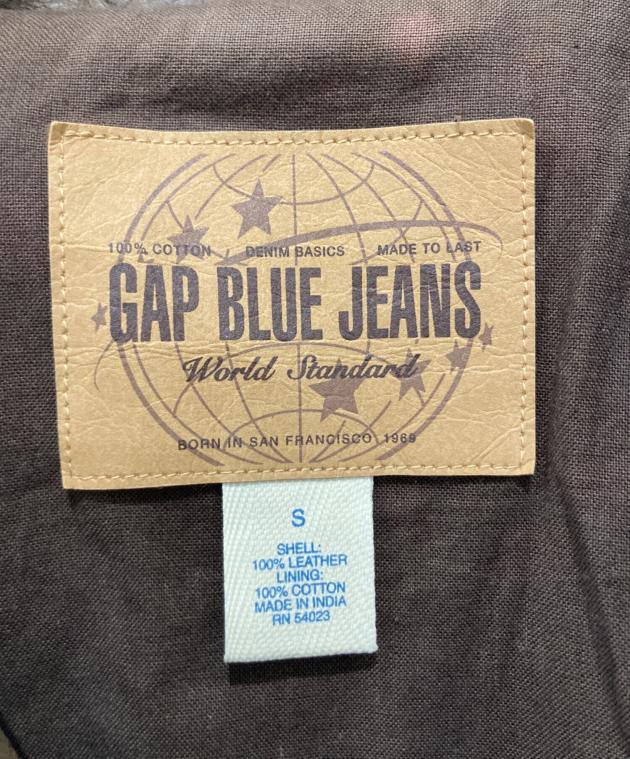 100% COTTON DENIM BASICS MADE TO LAST
GAP BLUE JEANS
World Standard
BORN IN SAN FRANCISCO 1969
S
SHELL:
100% LEATHER
LINING:
100% COTTON
MADE IN INDIA
RN 54023